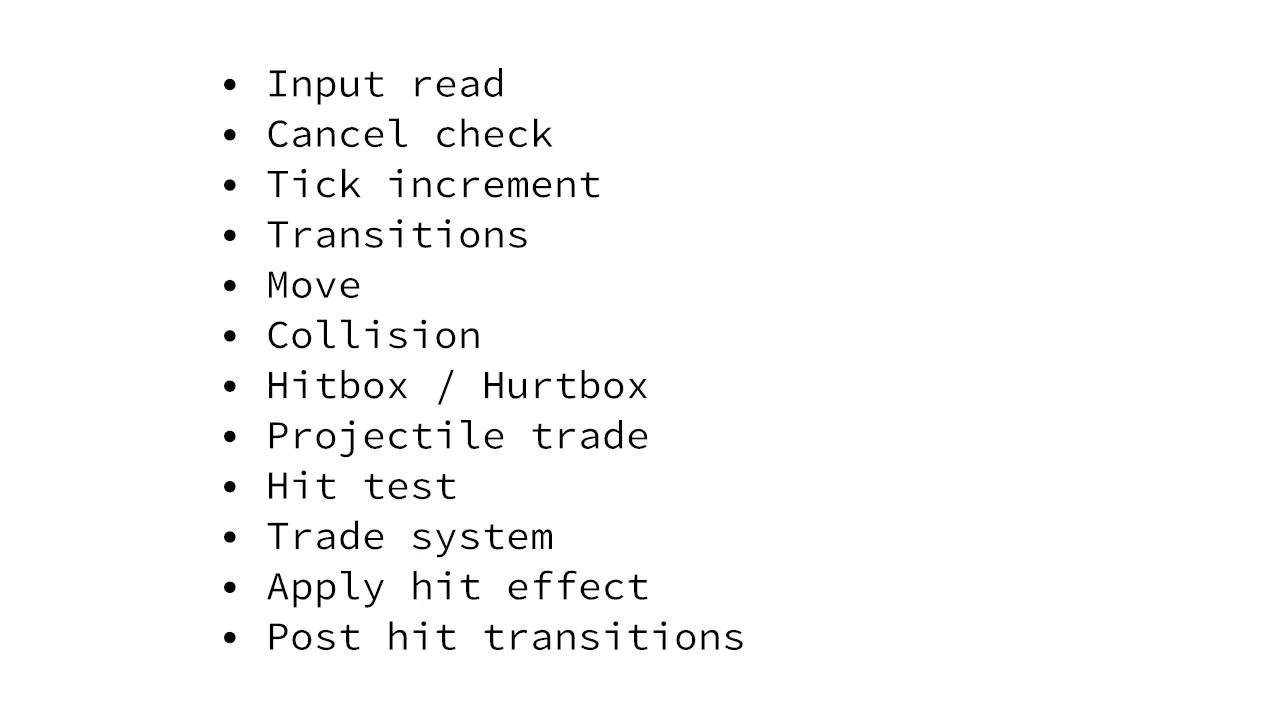 • Input read
• Cancel check
• Tick increment
• Transitions
• Move
• Collision
• Hitbox / Hurtbox
• Projectile trade
• Hit test
• Trade system
• Apply hit effect
• Post hit transitions